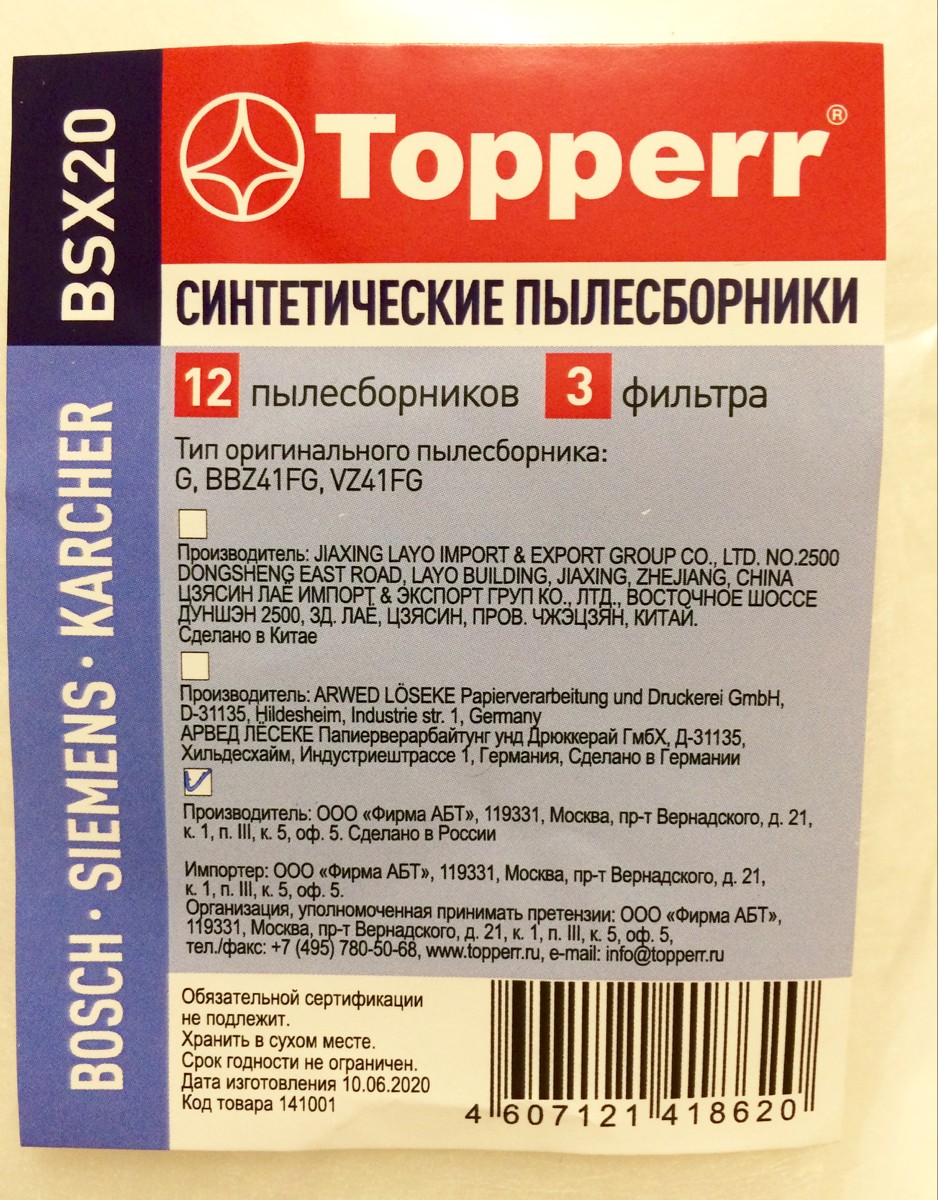 BSX20
BOSCH · SIEMENS · KARCHER
Topperr®
СИНТЕТИЧЕСКИЕ ПЫЛЕСБОРНИКИ
12 пылесборников 3 фильтра
Тип оригинального пылесборника:
G, BBZ41FG, VZ41FG
Производитель: JIAXING LAYO IMPORT & EXPORT GROUP CO., LTD. NO.2500
DONGSHENG EAST ROAD, LAYO BUILDING, JIAXING, ZHEJIANG, CHINA
ЦЗЯСИН ЛАЕ ИМПОРТ & ЭКСПОРТ ГРУП КО., ЛТД., ВОСТОЧНОЕ ШОССЕ
ДУНШЭН 2500, ЗД. ЛАЁ, ЦЗЯСИН, ПРОВ. ЧЖЭЦЗЯН, КИТАЙ.
Сделано в Китае
Производитель: ARWED LÖSEKE Papierverarbeitung und Druckerei GmbH,
D-31135, Hildesheim, Industrie str. 1, Germany
АРВЕД ЛЁСЕКЕ Папиерверарбайтунг унд Дрюккерай ГмбХ, Д-31135,
Хильдесхайм, Индустриештрассе 1, Германия, Сделано в Германии
Производитель: ООО «Фирма АБТ», 119331, Москва, пр-т Вернадского, д. 21,
к. 1, п. III, к. 5, оф. 5. Сделано в России
Импортер: ООО «Фирма АБТ», 119331, Москва, пр-т Вернадского, д. 21,
к. 1, п. III, к. 5, оф. 5.
Организация, уполномоченная принимать претензии: ООО «Фирма АБТ»,
119331, Москва, пр-т Вернадского, д. 21, к. 1, п. III, к. 5, оф. 5,
тел./факс: +7 (495) 780-50-68, www.topperr.ru, e-mail: info@topperr.ru
Обязательной сертификации
не подлежит.
Хранить в сухом месте.
Срок годности не ограничен.
Дата изготовления 10.06.2020
Код товара 141001
4 607121 418620